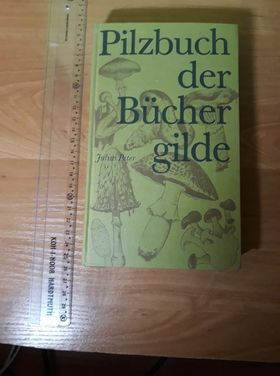 Pilzbuch
der
Bücher
gilde
Julius Peter
KOH-I-NOOR HARDTMUTH